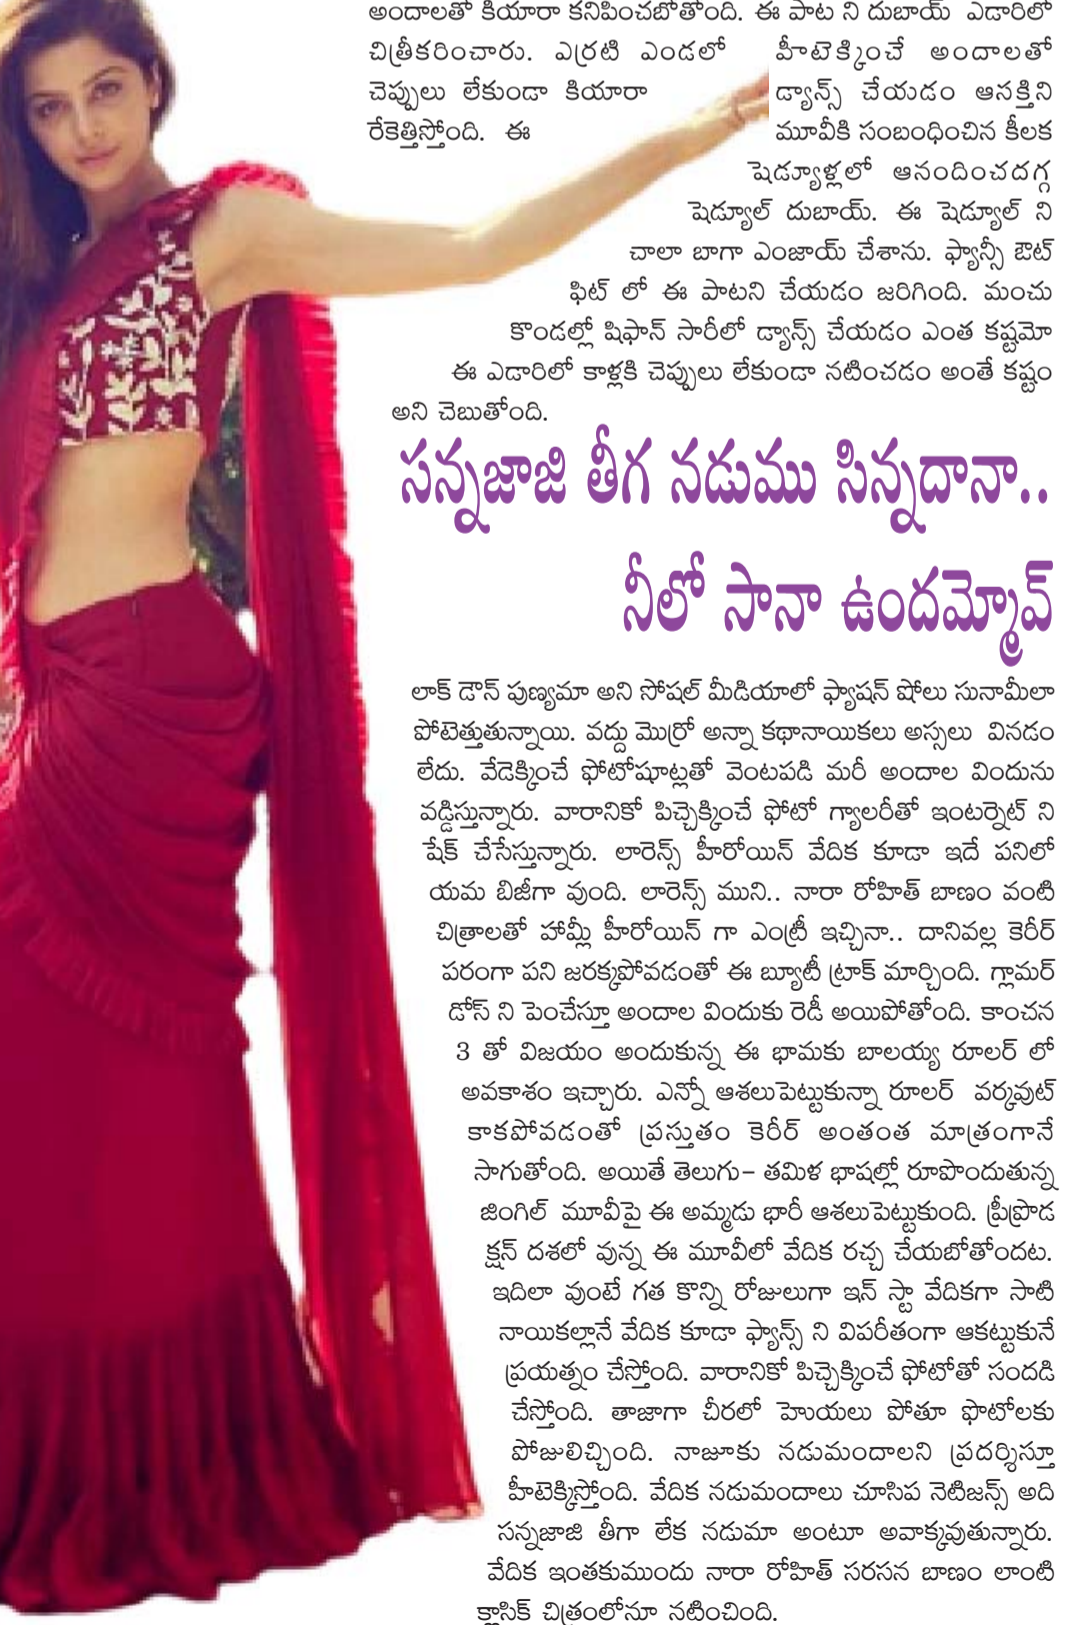 అందాలతో కియారా కనిపించబోతోంది. ఈ పాట ని దుబాయ్ ఎడారిలో
చిత్రీకరించారు. ఎర్రటి ఎండలో హీటెక్కించే అందాలతో
చెప్పులు లేకుండా కియారా డ్యాన్స్ చేయడం ఆసక్తిని
రేకెత్తిస్తోంది. ఈ మూవీకి సంబంధించిన కీలక
షెడ్యూళ్లలో ఆనందించదగ్గ
షెడ్యూల్ దుబాయ్. ఈ షెడ్యూల్ ని
చాలా బాగా ఎంజాయ్ చేశాను. ఫ్యాన్సీ ఔట్
ఫిట్ లో ఈ పాటని చేయడం జరిగింది. మంచు
కొండల్లో షిఫాన్ సారీలో డ్యాన్స్ చేయడం ఎంత కష్టమో
ఈ ఎడారిలో కాళ్లకి చెప్పులు లేకుండా నటించడం అంతే కష్టం
అని చెబుతోంది.
సన్నజాజి తీగ నడుము సిన్నదానా..
నీలో సానా ఉందమ్మోవ్
లాక్ డౌన్ పుణ్యమా అని సోషల్ మీడియాలో ఫ్యాషన్ షోలు సునామీలా
పోటెత్తుతున్నాయి. వద్దు మొర్రో అన్నా కథానాయికలు అస్సలు వినడం
లేదు. వేడెక్కించే ఫోటోషూట్లతో వెంటపడి మరీ అందాల విందును
వడ్డిస్తున్నారు. వారానికో పిచ్చెక్కించే ఫోటో గ్యాలరీతో ఇంటర్నెట్ ని
షేక్ చేసేస్తున్నారు. లారెన్స్ హీరోయిన్ వేదిక కూడా ఇదే పనిలో
యమ బిజీగా వుంది. లారెన్స్ ముని.. నారా రోహిత్ బాణం వంటి
చిత్రాలతో హామ్లీ హీరోయిన్ గా ఎంట్రీ ఇచ్చినా.. దానివల్ల కెరీర్
పరంగా పని జరక్కపోవడంతో ఈ బ్యూటీ ట్రాక్ మార్చింది. గ్లామర్
డోస్ ని పెంచేస్తూ అందాల విందుకు రెడీ అయిపోతోంది. కాంచన
3 తో విజయం అందుకున్న ఈ భామకు బాలయ్య రూలర్ లో
అవకాశం ఇచ్చారు. ఎన్నో ఆశలుపెట్టుకున్నా రూలర్ వర్కవుట్
కాకపోవడంతో ప్రస్తుతం కెరీర్ అంతంత మాత్రంగానే
సాగుతోంది. అయితే తెలుగు- తమిళ భాషల్లో రూపొందుతున్న
జింగిల్ మూవీపై ఈ అమ్మడు భారీ ఆశలుపెట్టుకుంది. ప్రీప్రొడ
క్షన్ దశలో వున్న ఈ మూవీలో వేదిక రచ్చ చేయబోతోందట.
ఇదిలా వుంటే గత కొన్ని రోజులుగా ఇన్ స్టా వేదికగా సాటి
నాయికల్లానే వేదిక కూడా ఫ్యాన్స్ ని విపరీతంగా ఆకట్టుకునే
ప్రయత్నం చేస్తోంది. వారానికో పిచ్చెక్కించే ఫోటోతో సందడి
చేస్తోంది. తాజాగా చీరలో హొయలు పోతూ ఫొటోలకు
పోజులిచ్చింది. నాజూకు నడుమందాలని ప్రదర్శిస్తూ
హీటెక్కిస్తోంది. వేదిక నడుమందాలు చూసిప నెటిజన్స్ అది
సన్నజాజి తీగా లేక నడుమా అంటూ అవాక్కవుతున్నారు.
వేదిక ఇంతకుముందు నారా రోహిత్ సరసన బాణం లాంటి
క్లాసిక్ చిత్రంలోనూ నటించింది.